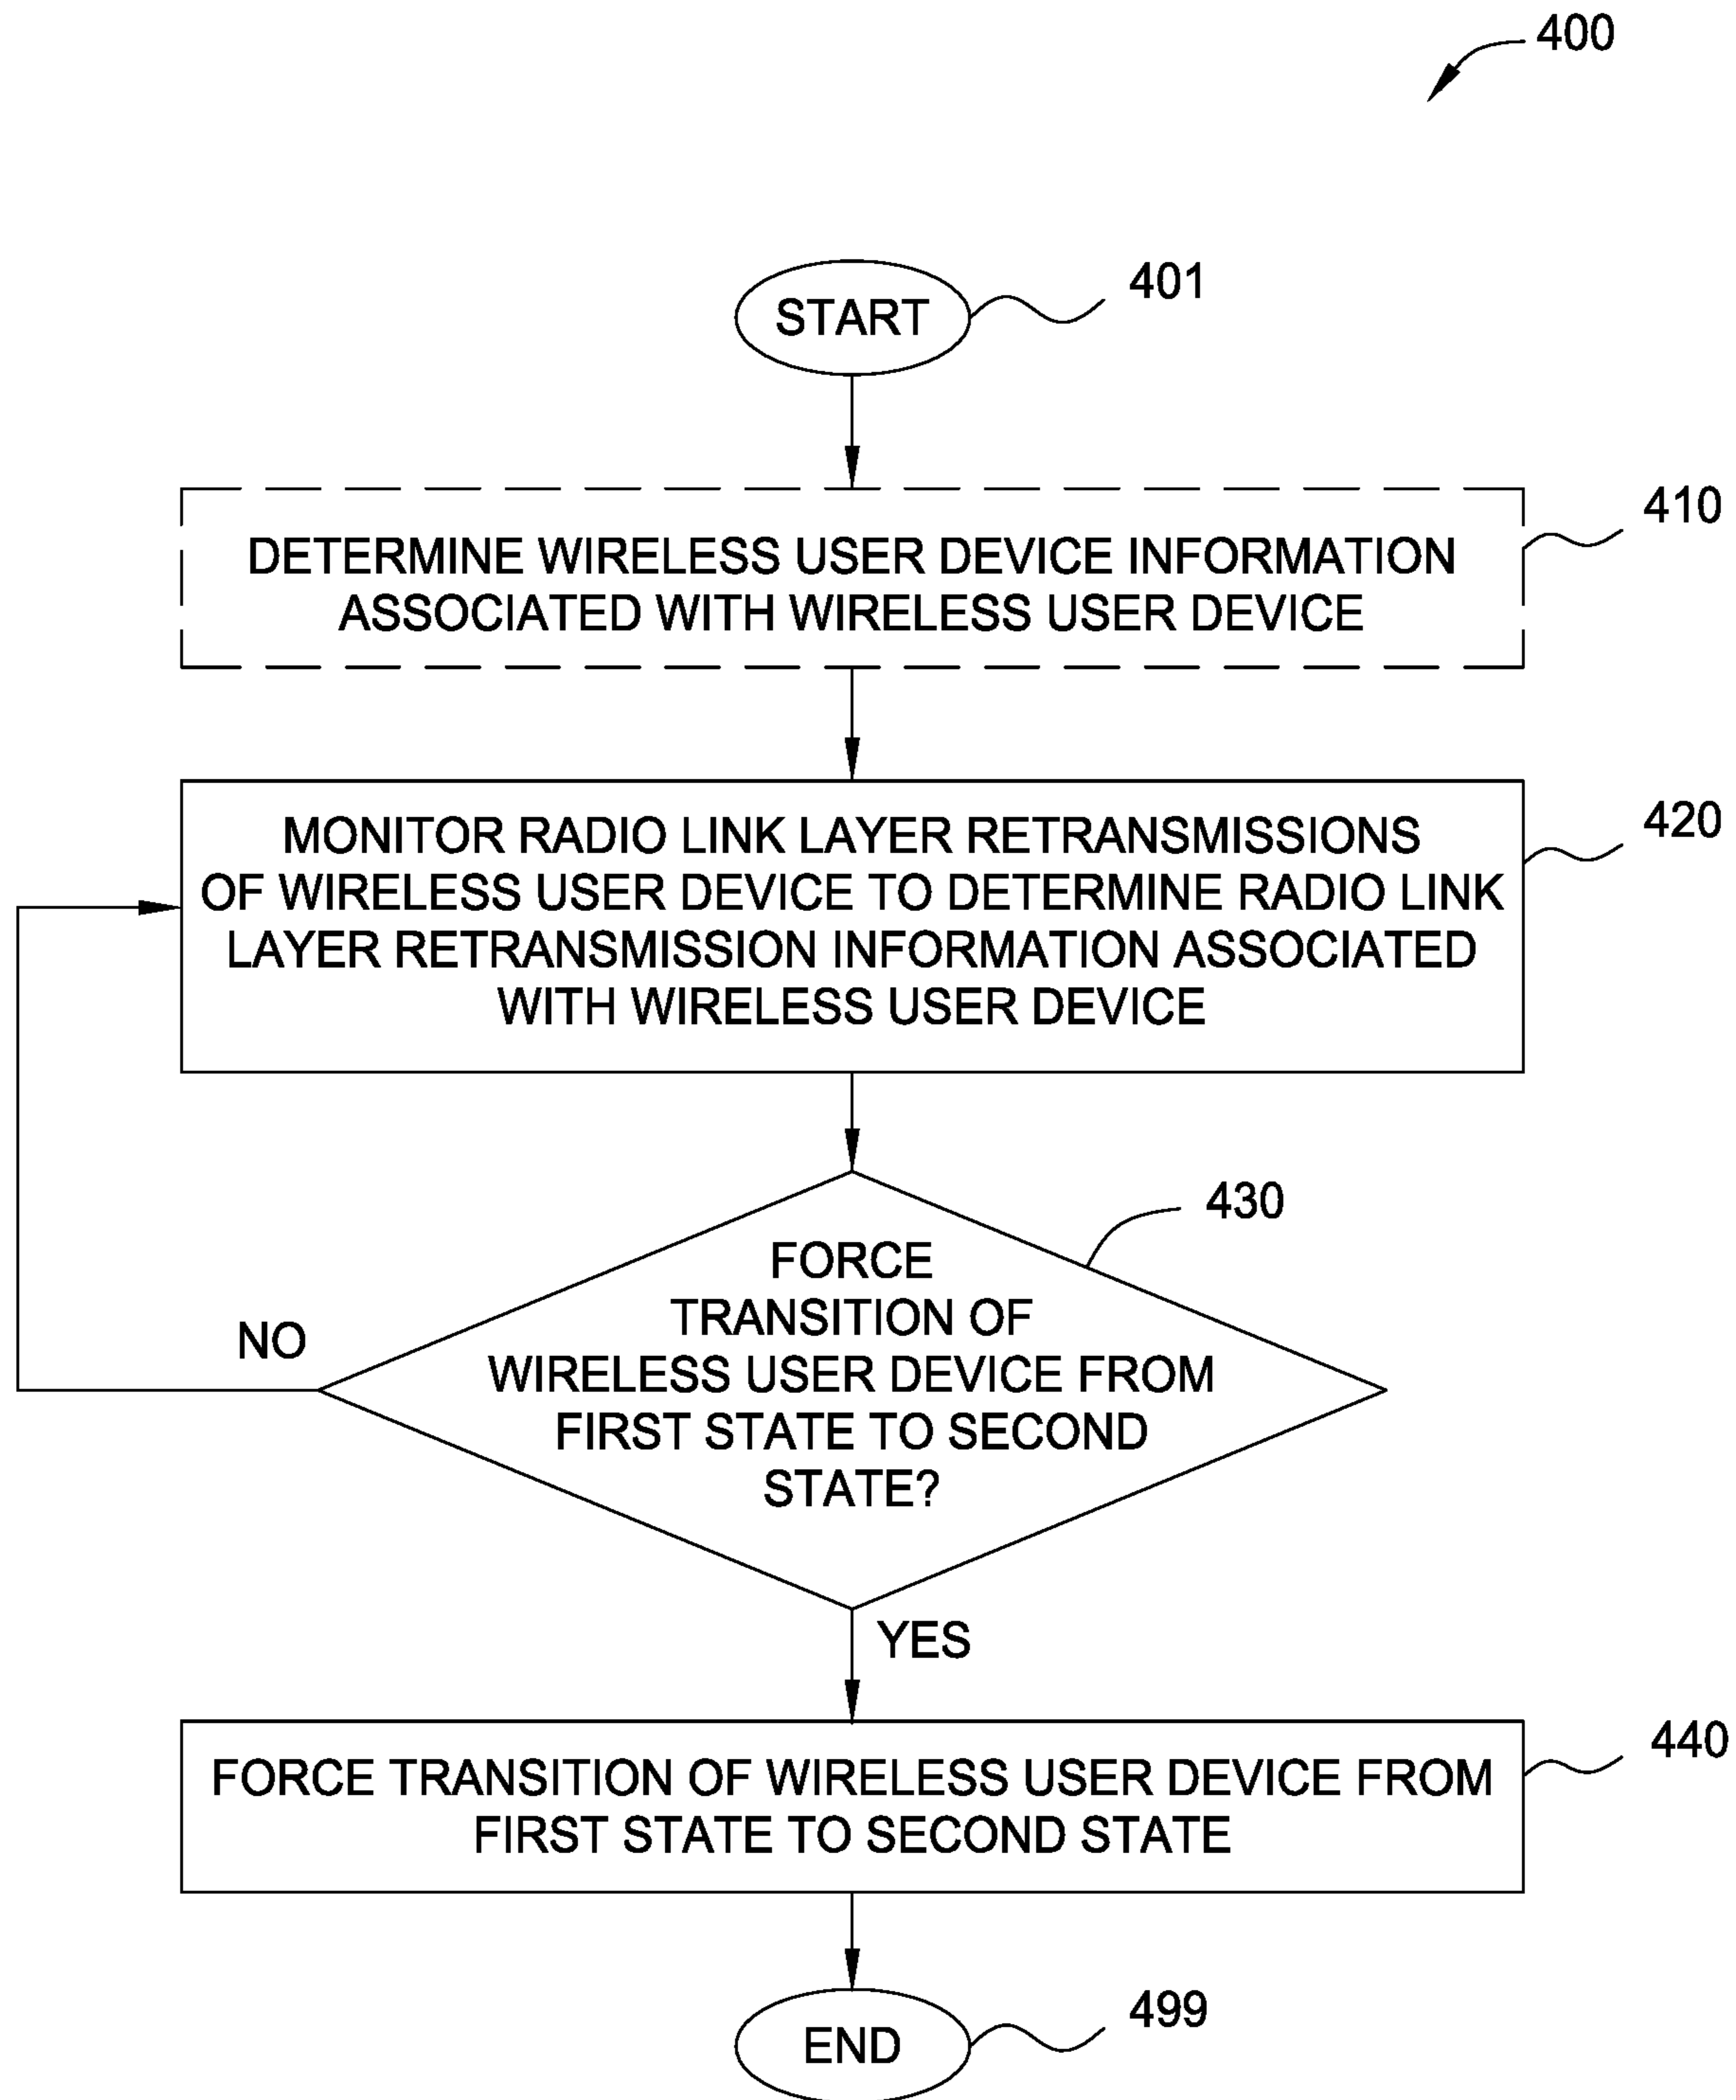 400
START
401
DETERMINE WIRELESS USER DEVICE INFORMATION
ASSOCIATED WITH WIRELESS USER DEVICE
410
MONITOR RADIO LINK LAYER RETRANSMISSIONS
OF WIRELESS USER DEVICE TO DETERMINE RADIO LINK
LAYER RETRANSMISSION INFORMATION ASSOCIATED
WITH WIRELESS USER DEVICE
420
FORCE
TRANSITION OF
WIRELESS USER DEVICE FROM
FIRST STATE TO SECOND
STATE?
430
NO
YES
FORCE TRANSITION OF WIRELESS USER DEVICE FROM
FIRST STATE TO SECOND STATE
440
END
499